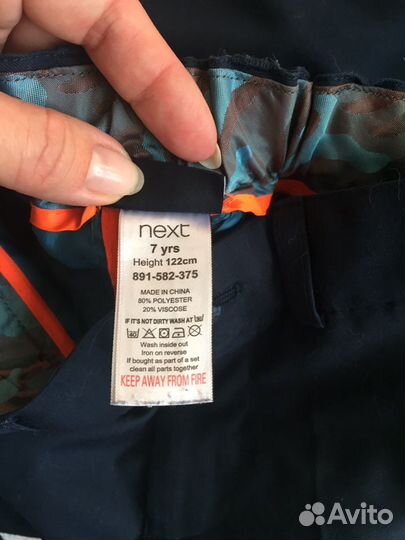 next
7 yrs
Height 122cm
891-582-375
MADE IN CHINA
80% POLYESTER
20% VISCOSE
IF IT'S NOT DIRTY WASH AT 30
40
Wash inside out
Iron on reverse
If bought as part of a set
clean all parts together
KEEP AWAY FROM FIRE
Avito